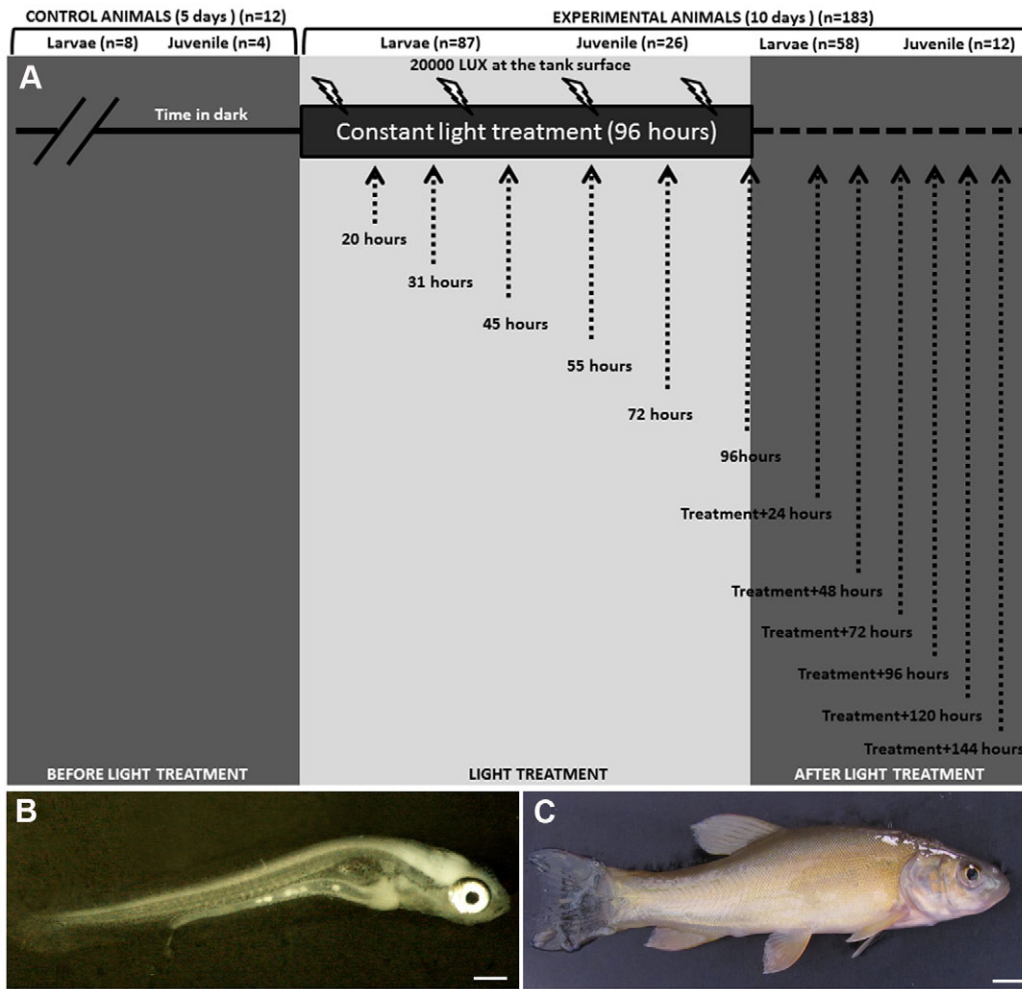 CONTROL ANIMALS (5 days) (n=12)
EXPERIMENTAL ANIMALS (10 days ) (n=183)
Larvae (n=8)
Juvenile (n=4)
Larvae (n=87)
Juvenile (n=26)
Larvae (n=58)
Juvenile (n=12)
A
20000 LUX at the tank surface
Time in dark
Constant light treatment (96 hours)
20 hours
31 hours
45 hours
55 hours
72 hours
96hours
Treatment+24 hours
Treatment+48 hours
Treatment+72 hours
Treatment+96 hours
Treatment+120 hours
Treatment+144 hours
BEFORE LIGHT TREATMENT
LIGHT TREATMENT
AFTER LIGHT TREATMENT
B
C